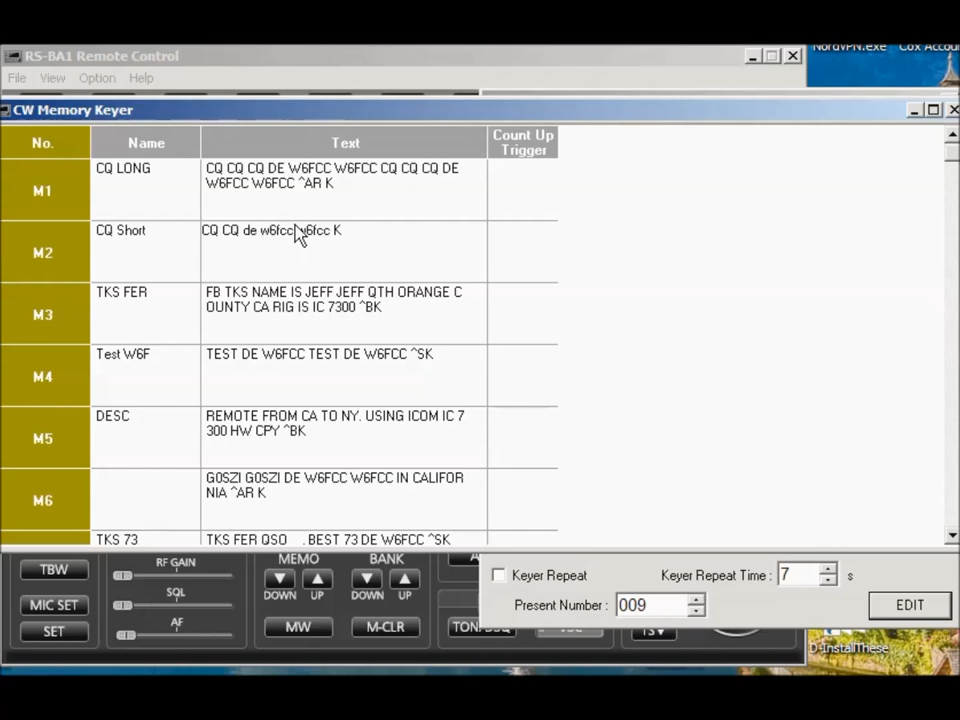 NordVPN.exe Cox Accou
RS-BA1 Remote Control
File View Option Help
CW Memory Keyer
No. Name Text Count Up
Trigger
M1 CQ LONG CQ CQ CQ DE W6FCC W6FCC CQ CQ CQ DE
W6FCC W6FCC ^AR K
M2 CQ Short CQ CQ de w6fcc w6fcc K
M3 TKS FER FB TKS NAME IS JEFF JEFF QTH ORANGE C
OUNTY CA RIG IS IC 7300 ^BK
M4 Test W6F TEST DE W6FCC TEST DE W6FCC ^SK
M5 DESC REMOTE FROM CA TO NY. USING ICOM IC 7
300 HW CPY ^BK
M6 G0SZI G0SZI DE W6FCC W6FCC IN CALIFOR
NIA ^AR K
TKS 73 TKS FER QSO . BEST 73 DE W6FCC ^SK
TBW RF GAIN MEMO BANK
DOWN UP DOWN UP
MIC SET SQL
SET AF MW M-CLR
Keyer Repeat Keyer Repeat Time : 7 s
Present Number : 009 EDIT
TS
D-InstallThese